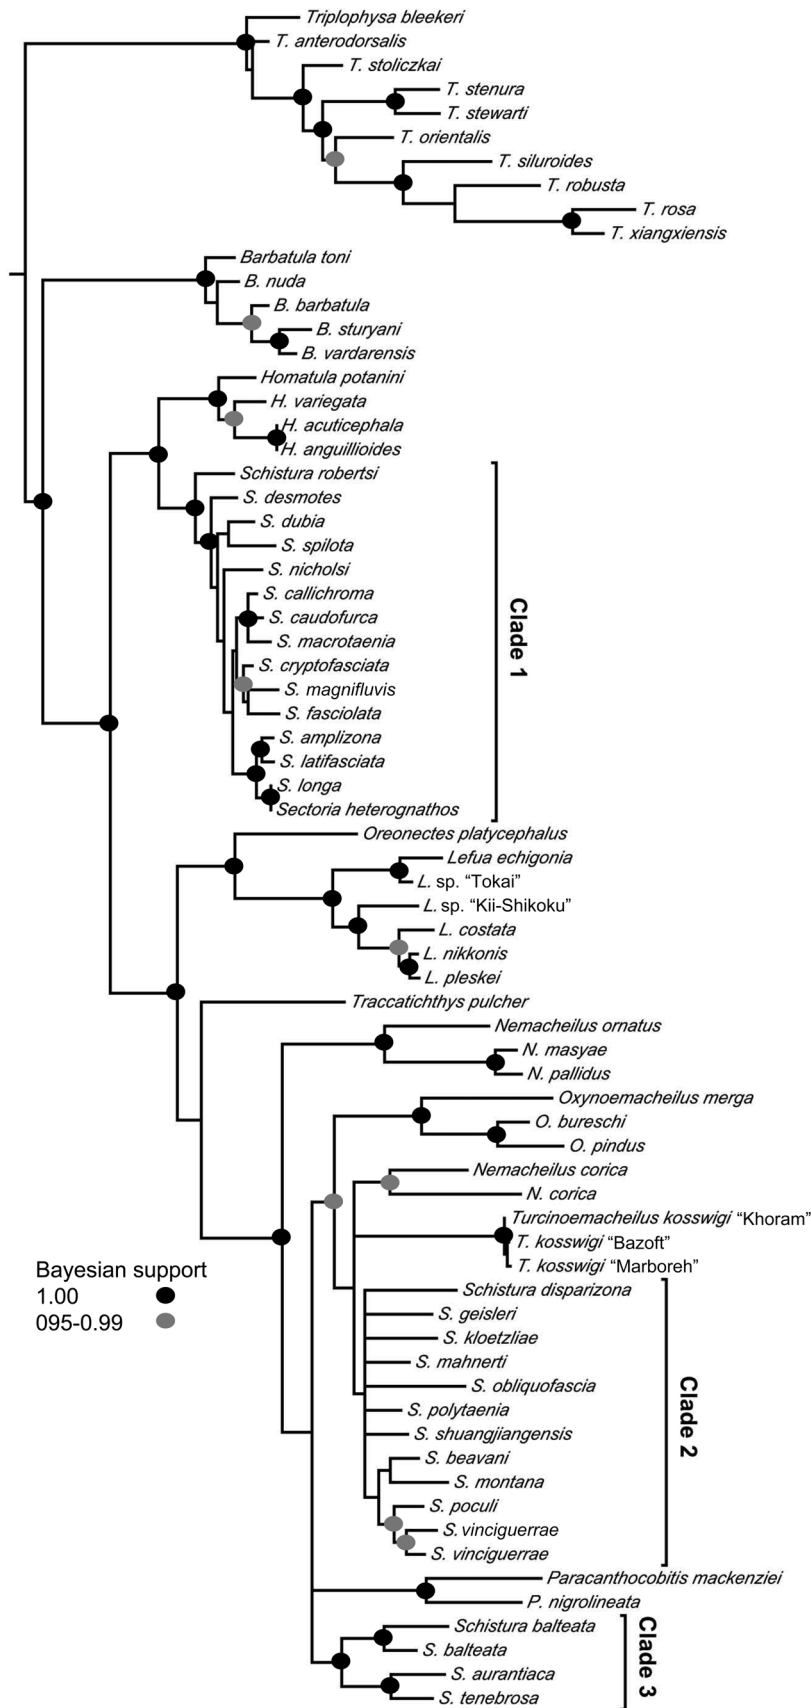 Triplophysa bleekeri
T. anterodorsalis
T. stoliczkai
T. stenura
T. stewarti
T. orientalis
T. siluroides
T. robusta
T. rosa
T. xiangxiensis
Barbatula toni
B. nuda
B. barbatula
B. sturyani
B. vardarensis
Homatula potanini
H. variegata
H. acuticephala
H. anguillioides
Schistura robertsi
S. desmotes
S. dubia
S. spilota
S. nicholsi
S. callichroma
S. caudofurca
S. macrotaenia
S. cryptofasciata
S. magnifluvis
S. fasciolata
S. amplizona
S. latifasciata
S. longa
Sectoria heterognathos
Clade 1
Oreonectes platycephalus
Lefua echigonia
L. sp. “Tokai”
L. sp. “Kii-Shikoku”
L. costata
L. nikkonis
L. pleskei
Traccatichthys pulcher
Nemacheilus ornatus
N. masyae
N. pallidus
Oxynoemacheilus merga
O. bureschi
O. pindus
Nemacheilus corica
N. corica
Turcinoemacheilus kosswigi “Khoram”
T. kosswigi “Bazoft”
T. kosswigi “Marboreh”
Bayesian support
1.00
095-0.99
Schistura disparizona
S. geisleri
S. kloetzliae
S. mahnerti
S. obliquofascia
S. polytaenia
S. shuangjiangensis
S. beavani
S. montana
S. poculi
S. vinciguerrae
S. vinciguerrae
Clade 2
Paracanthocobitis mackenziei
P. nigrolineata
Schistura balteata
S. balteata
S. aurantiaca
S. tenebrosa
Clade 3